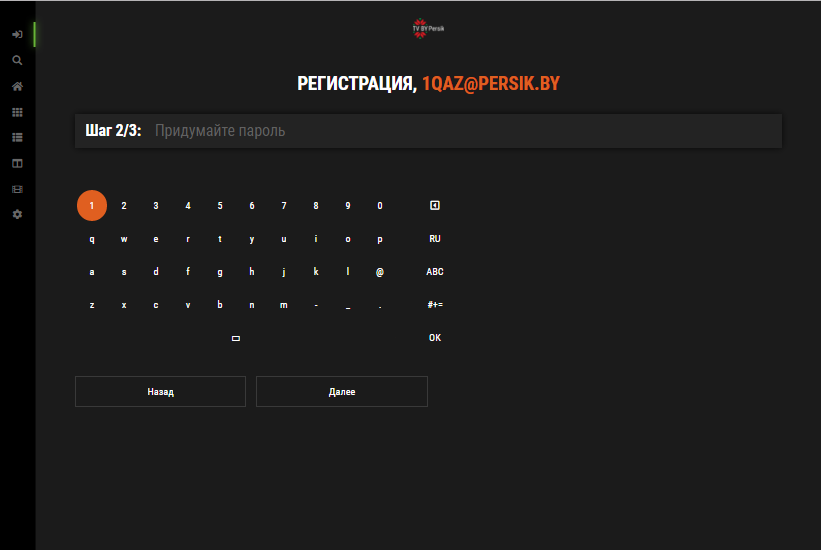 TV BY Persik
РЕГИСТРАЦИЯ, 1QAZ@PERSIK.BY
Шаг 2/3: Придумайте пароль
1 2 3 4 5 6 7 8 9 0
q w e r t y u i o p RU
a s d f g h j k l @ ABC
z x c v b n m - _ . #+=
OK
Назад Далее